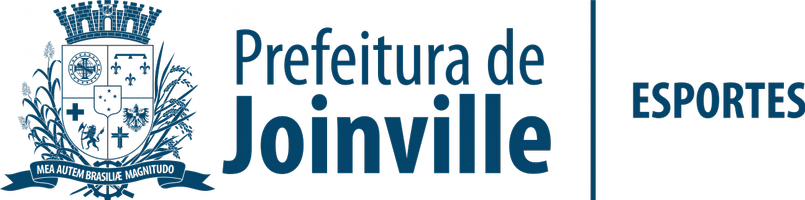 MEA AUTEM BRASILIÆ MAGNITUDO
Prefeitura de
Joinville
ESPORTES